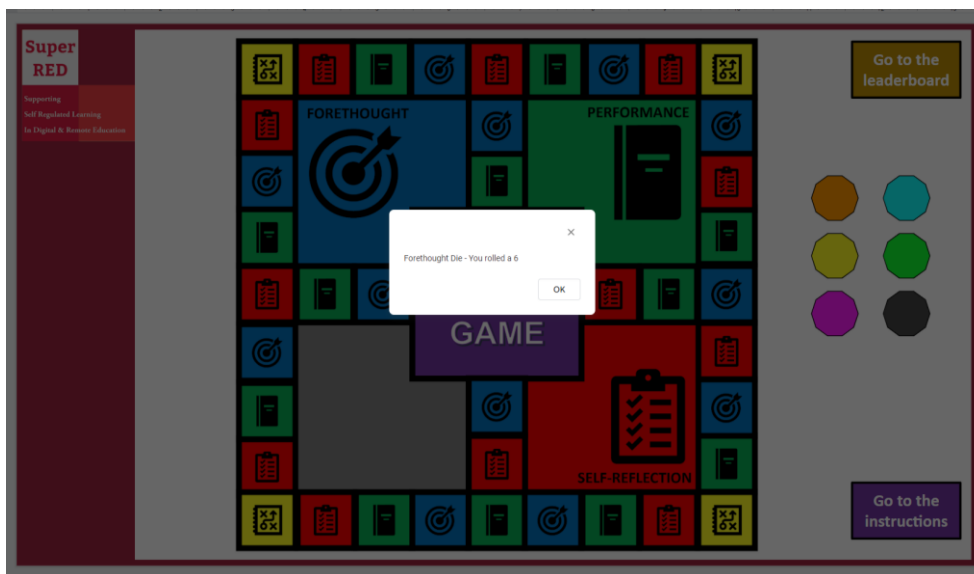 Super
RED
Supporting
Self Regulated Learning
In Digital & Remote Education
FORETHOUGHT
PERFORMANCE
Go to the
leaderboard
×
Forethought Die - You rolled a 6
OK
GAME
SELF-REFLECTION
Go to the
instructions